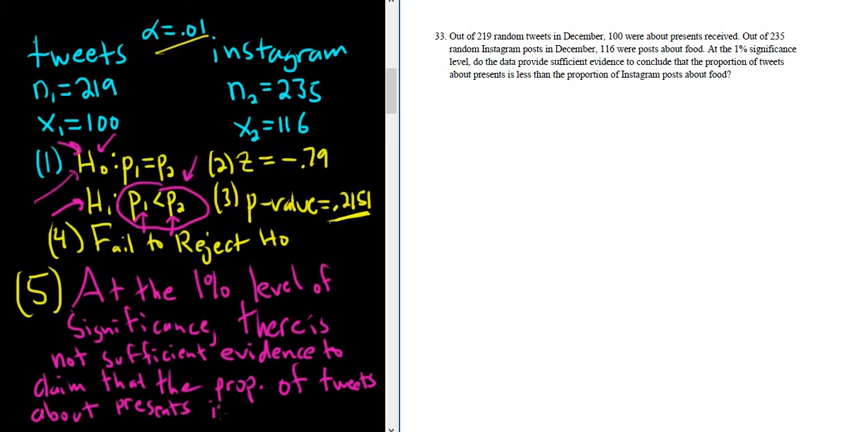 α=.01
tweets instagram
n₁=219 n₂=235
x₁=100 x₂=116
(1) H₀:p₁=p₂ (2) Z=-.79
H₁: p₁<p₂ (3) p-value=.2151
(4) Fail to Reject Ho
(5) At the 1% level of
significance, there is
not sufficient evidence to
claim that the prop. of tweets
about presents i
33. Out of 219 random tweets in December, 100 were about presents received. Out of 235
random Instagram posts in December, 116 were posts about food. At the 1% significance
level, do the data provide sufficient evidence to conclude that the proportion of tweets
about presents is less than the proportion of Instagram posts about food?